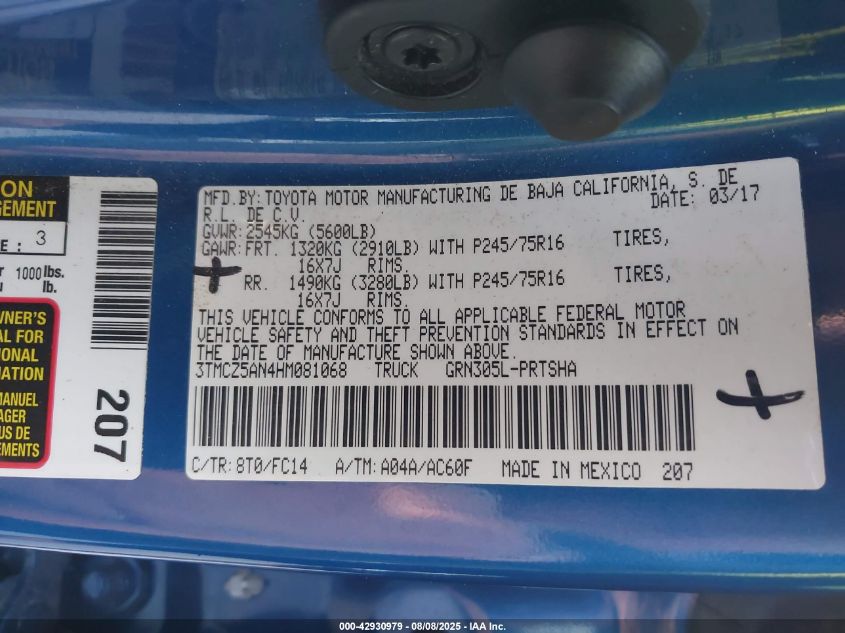 MFD.BY:TOYOTA MOTOR MANUFACTURING DE BAJA CALIFORNIA, S. DE
R.L. DE C.V. DATE: 03/17
GVWR:2545KG (5600LB)
GAWR:FRT. 1320KG (2910LB) WITH P245/75R16 TIRES,
16X7J RIMS.
RR. 1490KG (3280LB) WITH P245/75R16 TIRES,
16X7J RIMS.
THIS VEHICLE CONFORMS TO ALL APPLICABLE FEDERAL MOTOR
VEHICLE SAFETY AND THEFT PREVENTION STANDARDS IN EFFECT ON
THE DATE OF MANUFACTURE SHOWN ABOVE.
3TMCZ5AN4HM081068 TRUCK GRN305L-PRTSHA
C/TR:8T0/FC14 A/TM:A04A/AC60F MADE IN MEXICO 207
ION
GEMENT
E : 3
r 1000 lbs.
lb.
WNER'S
AL FOR
IONAL
ATION
MANUEL
AGER
US DE
EMENTS
207
000-42930979 - 08/08/2025 - COPART, INC.